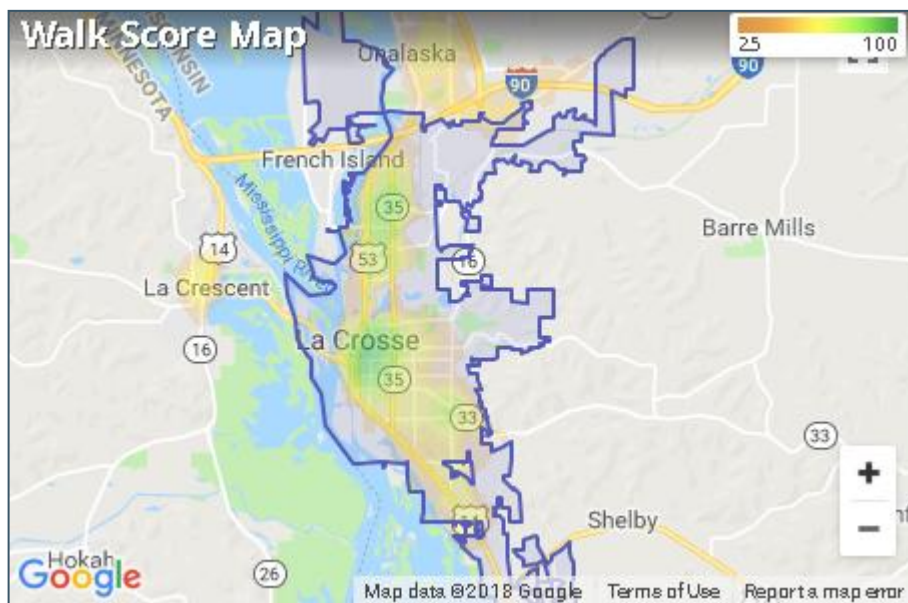 Walk Score Map
25 100
Onalaska
MINNESOTA
90
90
French Island
35
Mississippi River
53
14
16
Barre Mills
La Crescent
La Crosse
16
35
33
33
+
Shelby
−
Hokah
26
Google
Map data ©2018 Google Terms of Use Report a map error